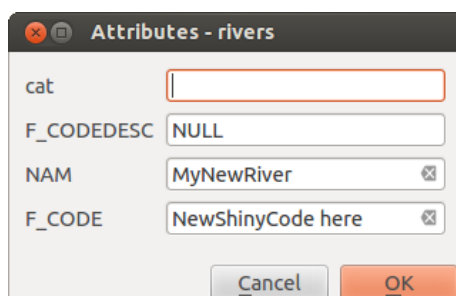 Attributes - rivers
cat
F_CODEDESC NULL
NAM MyNewRiver
F_CODE NewShinyCode here
Cancel OK